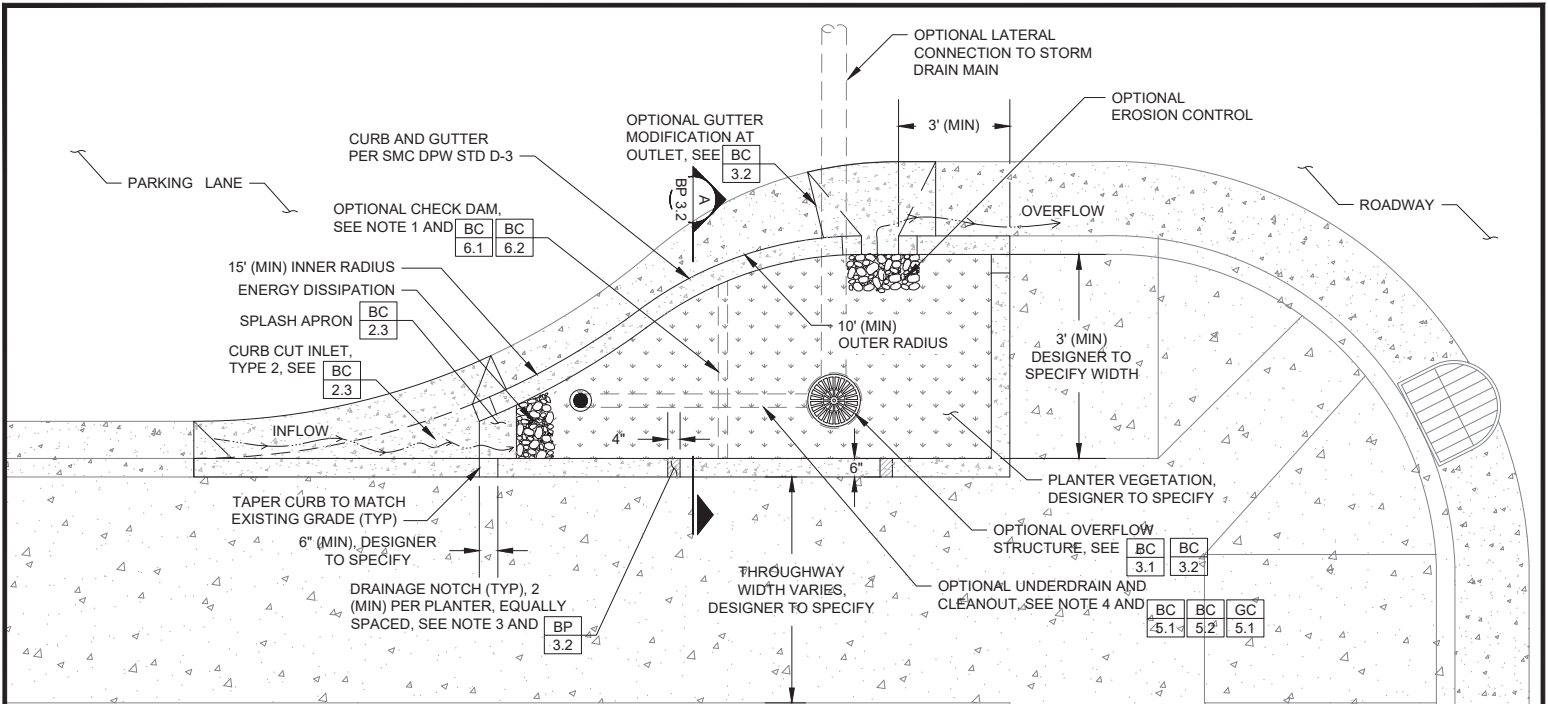 OPTIONAL LATERAL
CONNECTION TO STORM
DRAIN MAIN
OPTIONAL
EROSION CONTROL
3' (MIN)
OPTIONAL GUTTER
MODIFICATION AT
OUTLET, SEE BC
3.2
CURB AND GUTTER
PER SMC DPW STD D-3
PARKING LANE
A
BP 3.2
OPTIONAL CHECK DAM,
SEE NOTE 1 AND BC BC
6.1 6.2
OVERFLOW
ROADWAY
15' (MIN) INNER RADIUS
ENERGY DISSIPATION
SPLASH APRON BC
2.3
CURB CUT INLET,
TYPE 2, SEE BC
2.3
10' (MIN)
OUTER RADIUS
3' (MIN)
DESIGNER TO
SPECIFY WIDTH
INFLOW
4"
6"
TAPER CURB TO MATCH
EXISTING GRADE (TYP)
6" (MIN), DESIGNER
TO SPECIFY
DRAINAGE NOTCH (TYP), 2
(MIN) PER PLANTER, EQUALLY
SPACED, SEE NOTE 3 AND BP
3.2
THROUGHWAY
WIDTH VARIES,
DESIGNER TO SPECIFY
PLANTER VEGETATION,
DESIGNER TO SPECIFY
OPTIONAL OVERFLOW
STRUCTURE, SEE BC BC
3.1 3.2
OPTIONAL UNDERDRAIN AND
CLEANOUT, SEE NOTE 4 AND BC BC GC
5.1 5.2 5.1